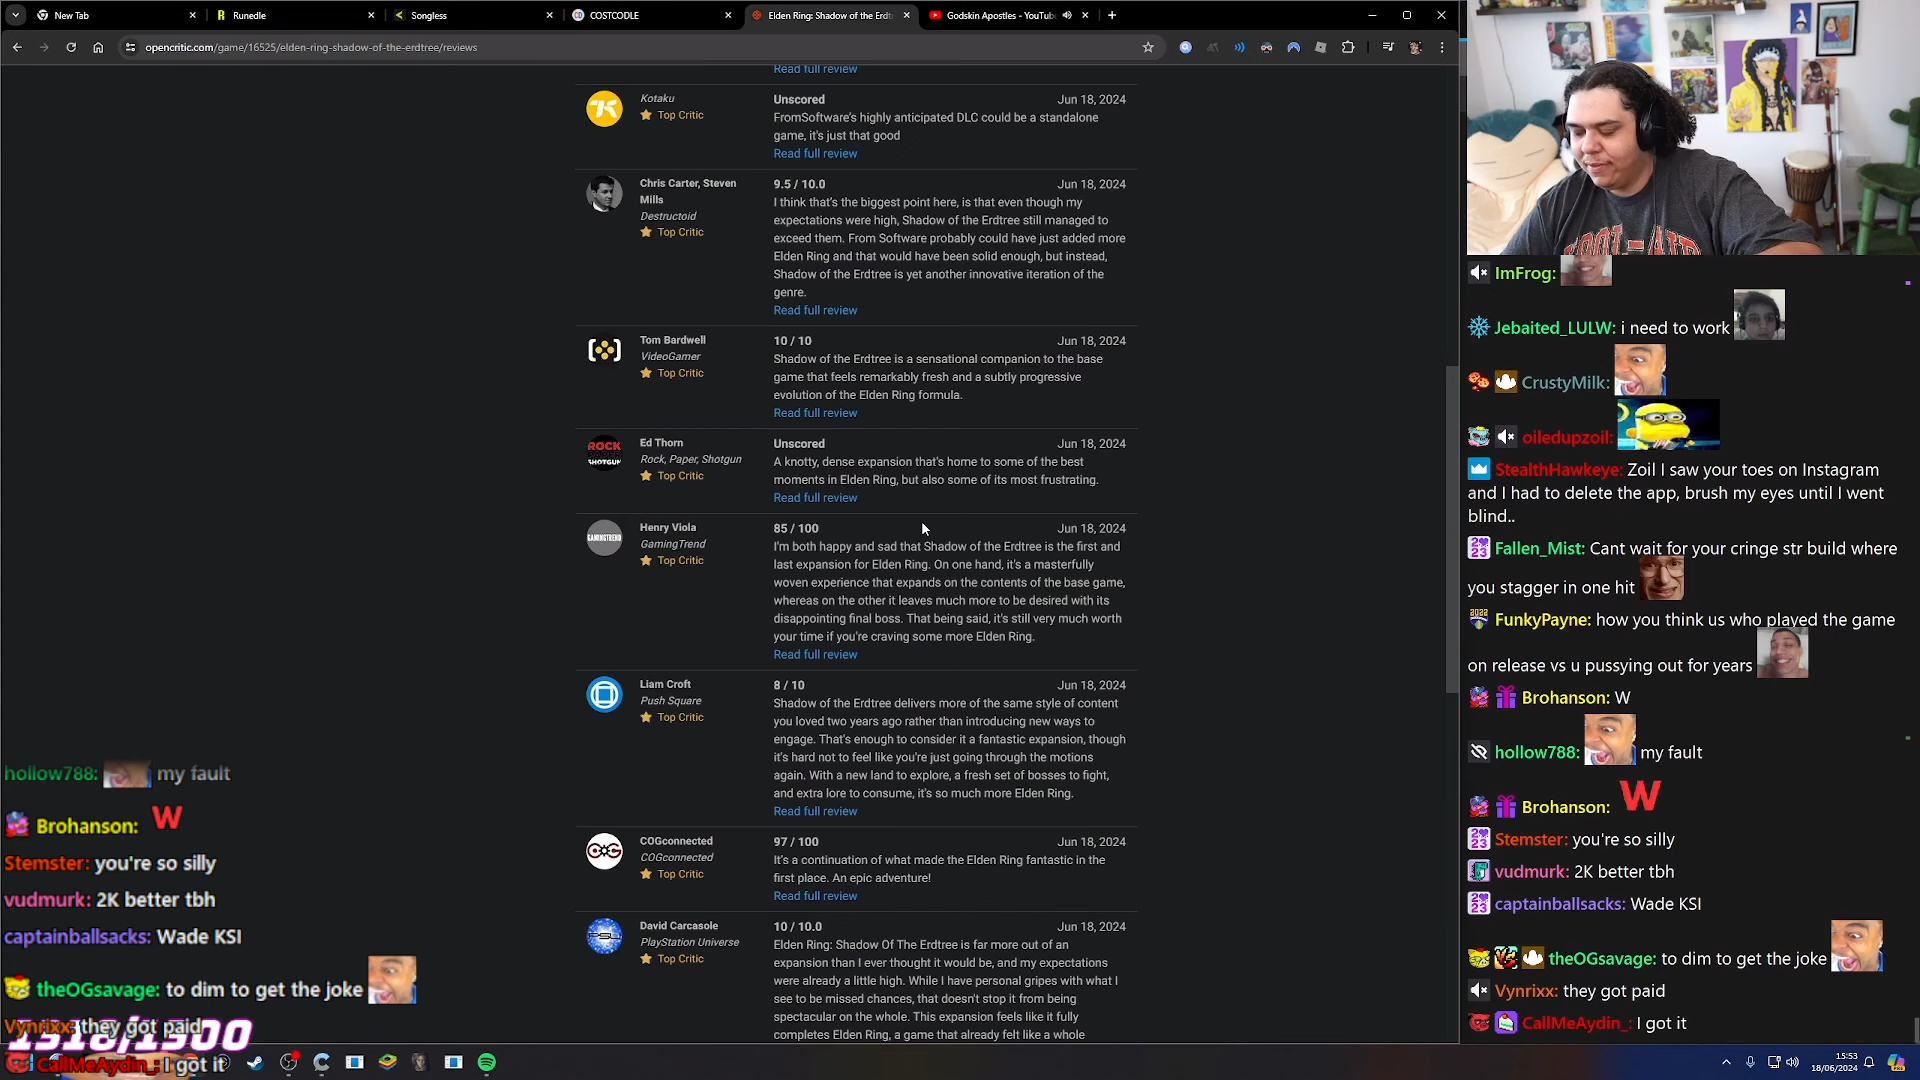 New Tab
Runedle
Songless
COSTCODLE
Elden Ring: Shadow of the Erdt
Godskin Apostles - YouTub
opencritic.com/game/16525/elden-ring-shadow-of-the-erdtree/reviews
Read full review
Kotaku
Top Critic
Unscored
Jun 18, 2024
FromSoftware's highly anticipated DLC could be a standalone
game, it's just that good
Read full review
Chris Carter, Steven
Mills
Destructoid
Top Critic
9.5 / 10.0
Jun 18, 2024
I think that's the biggest point here, is that even though my
expectations were high, Shadow of the Erdtree still managed to
exceed them. From Software probably could have just added more
Elden Ring and that would have been solid enough, but instead,
Shadow of the Erdtree is yet another innovative iteration of the
genre.
Read full review
Tom Bardwell
VideoGamer
Top Critic
10 / 10
Jun 18, 2024
Shadow of the Erdtree is a sensational companion to the base
game that feels remarkably fresh and a subtly progressive
evolution of the Elden Ring formula.
Read full review
ROCK
SHOTGUN
Ed Thorn
Rock, Paper, Shotgun
Top Critic
Unscored
Jun 18, 2024
A knotty, dense expansion that's home to some of the best
moments in Elden Ring, but also some of its most frustrating.
Read full review
GAMINGTREND
Henry Viola
GamingTrend
Top Critic
85 / 100
Jun 18, 2024
I'm both happy and sad that Shadow of the Erdtree is the first and
last expansion for Elden Ring. On one hand, it's a masterfully
woven experience that expands on the contents of the base game,
whereas on the other it leaves much more to be desired with its
disappointing final boss. That being said, it's still very much worth
your time if you're craving some more Elden Ring.
Read full review
Liam Croft
Push Square
Top Critic
8 / 10
Jun 18, 2024
Shadow of the Erdtree delivers more of the same style of content
you loved two years ago rather than introducing new ways to
engage. That's enough to consider it a fantastic expansion, though
it's hard not to feel like you're just going through the motions
again. With a new land to explore, a fresh set of bosses to fight,
and extra lore to consume, it's so much more Elden Ring.
Read full review
COGconnected
COGconnected
Top Critic
97 / 100
Jun 18, 2024
It's a continuation of what made the Elden Ring fantastic in the
first place. An epic adventure!
Read full review
David Carcasole
PlayStation Universe
Top Critic
10 / 10.0
Jun 18, 2024
Elden Ring: Shadow Of The Erdtree is far more out of an
expansion than I ever thought it would be, and my expectations
were already a little high. While I have personal gripes with what I
see to be missed chances, that doesn't stop it from being
spectacular on the whole. This expansion feels like it fully
completes Elden Ring, a game that already felt like a whole
hollow788: my fault
Brohanson: W
Stemster: you're so silly
vudmurk: 2K better tbh
captainballsacks: Wade KSI
theOGsavage: to dim to get the joke
Vynrixx: they got paid
1518/1500
CallMeAydin_: I got it
KOOL-AID
ImFrog:
Jebaited_LULW: i need to work
CrustyMilk:
oiledupzoil:
StealthHawkeye: Zoil I saw your toes on Instagram
and I had to delete the app, brush my eyes until I went
blind..
Fallen_Mist: Cant wait for your cringe str build where
you stagger in one hit
FunkyPayne: how you think us who played the game
on release vs u pussying out for years
Brohanson: W
hollow788: my fault
Brohanson: W
Stemster: you're so silly
vudmurk: 2K better tbh
captainballsacks: Wade KSI
theOGsavage: to dim to get the joke
Vynrixx: they got paid
CallMeAydin_: I got it
15:53
18/06/2024